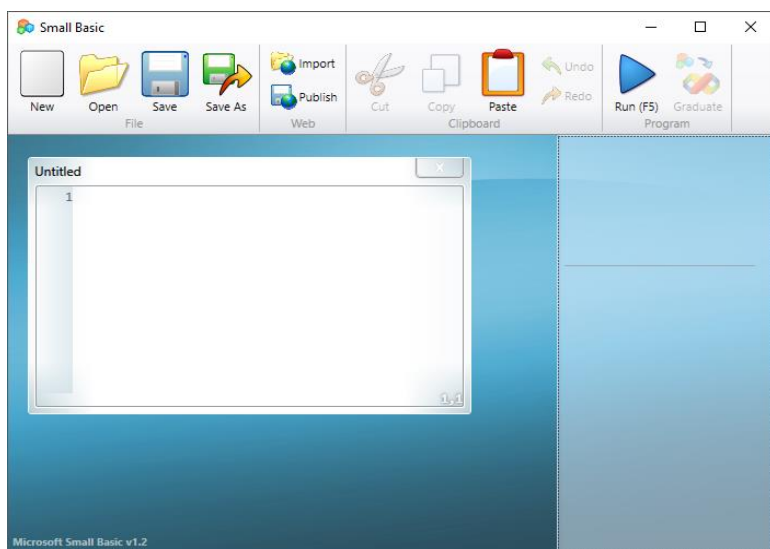 Small Basic
New Open Save Save As Import Publish Cut Copy Paste Undo Redo Run (F5) Graduate
File Web Clipboard Program
Untitled
1
1,1
Microsoft Small Basic v1.2